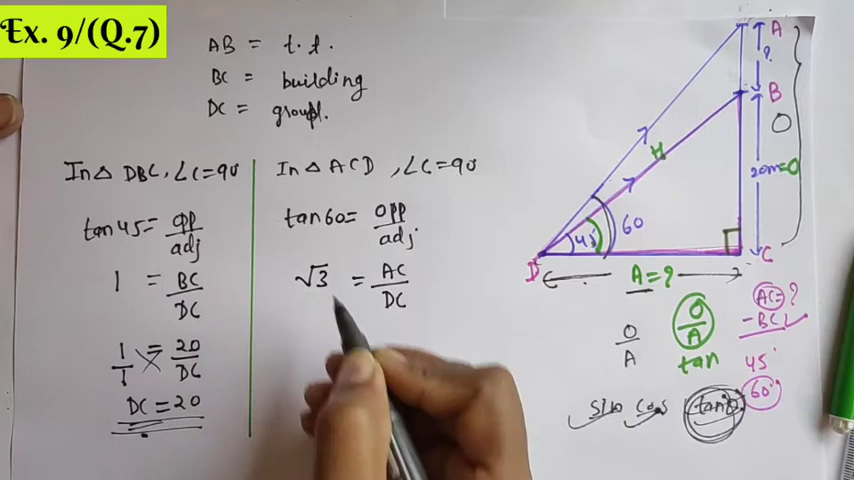 Ex. 9/(Q.7)
AB = t.t.
BC = building
DC =
In △ DBC, ∠C=90
tan 45 = opp/adj
1 = BC/DC
1/1 = 20/DC
DC = 20
In △ ACD, ∠C=90
tan 60 = opp/adj.
√3 = AC/DC
A
?
B
O
H
20m=0
60
45
D
C
A=?
O/A
O/A
tan
AC=?
-BC
45°
60°
sin cos tan